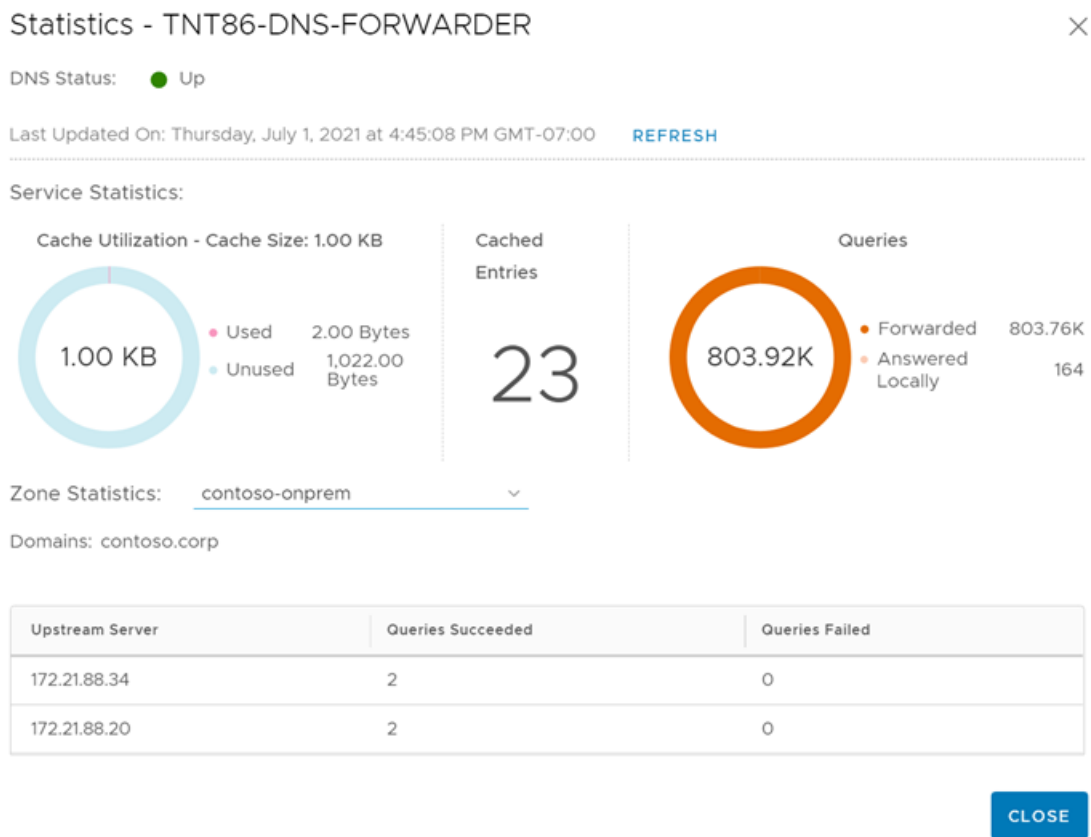 Statistics - TNT86-DNS-FORWARDER
DNS Status: Up
Last Updated On: Thursday, July 1, 2021 at 4:45:08 PM GMT-07:00 REFRESH
Service Statistics:
Cache Utilization - Cache Size: 1.00 KB
1.00 KB
Used 2.00 Bytes
Unused 1,022.00
Bytes
Cached
Entries
23
Queries
803.92K
Forwarded 803.76K
Answered
Locally 164
Zone Statistics: contoso-onprem
Domains: contoso.corp
Upstream Server Queries Succeeded Queries Failed
172.21.88.34 2 0
172.21.88.20 2 0
CLOSE